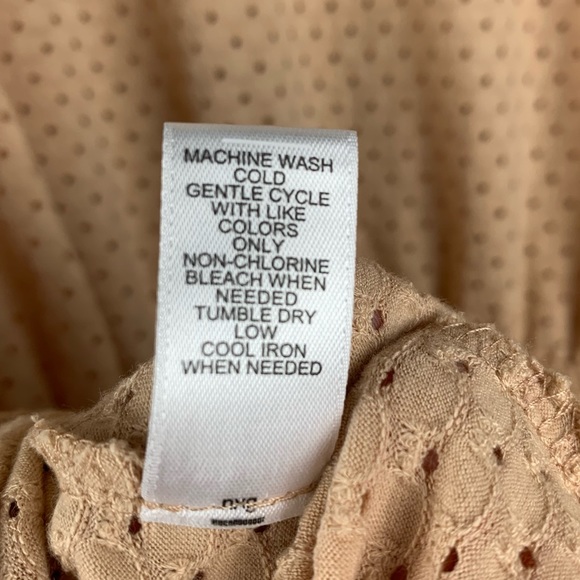 MACHINE WASH
COLD
GENTLE CYCLE
WITH LIKE
COLORS
ONLY
NON-CHLORINE
BLEACH WHEN
NEEDED
TUMBLE DRY
LOW
COOL IRON
WHEN NEEDED